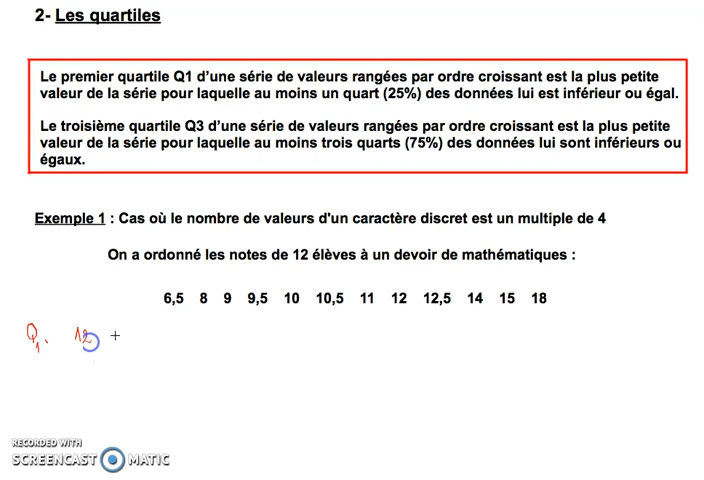 2- Les quartiles
Le premier quartile Q1 d'une série de valeurs rangées par ordre croissant est la plus petite
valeur de la série pour laquelle au moins un quart (25%) des données lui est inférieur ou égal.
Le troisième quartile Q3 d'une série de valeurs rangées par ordre croissant est la plus petite
valeur de la série pour laquelle au moins trois quarts (75%) des données lui sont inférieurs ou
égaux.
Exemple 1 : Cas où le nombre de valeurs d'un caractère discret est un multiple de 4
On a ordonné les notes de 12 élèves à un devoir de mathématiques :
6,5 8 9 9,5 10 10,5 11 12 12,5 14 15 18
Q1. 12
RECORDED WITH
SCREENCAST O MATIC